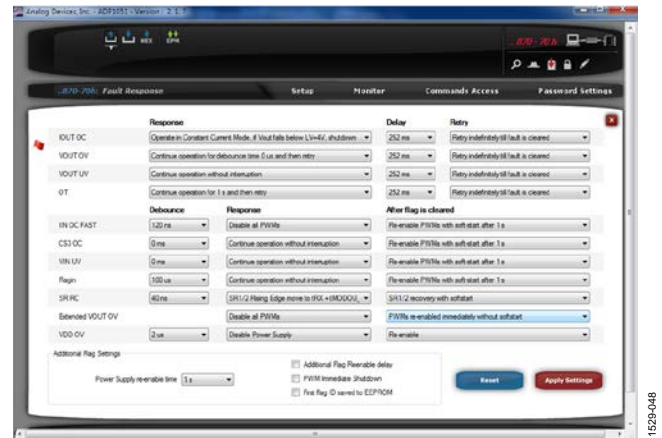 Analog Devices, Inc. - ADP1051 - Version : 2.1.
HEX EPR
..870-70h
..870-70h: Fault Response Setup Monitor Commands Access Password Settings
Response Delay Retry
IOUT OC Operate in Constant Current Mode, if Vout falls below LV=4V, shutdown 252 ms Retry indefinitely till fault is cleared
VOUT OV Continue operation for debounce time 0 us and then retry 252 ms Retry indefinitely till fault is cleared
VOUT UV Continue operation without interruption 252 ms Retry indefinitely till fault is cleared
OT Continue operation for 1 s and then retry 252 ms Retry indefinitely till fault is cleared
Debounce Response After flag is cleared
IIN OC FAST 120 ns Disable all PWMs Re-enable PWMs with soft-start after 1 s
CS3 OC 0 ms Continue operation without interruption Re-enable PWMs with soft-start after 1 s
VIN UV 0 ms Continue operation without interruption Re-enable PWMs with soft-start after 1 s
flagin 100 us Continue operation without interruption Re-enable PWMs with soft-start after 1 s
SR RC 40 ns SR1/2 Rising Edge move to tRX + tMODOU_ SR1/2 recovery with softstart
Extended VOUT OV Disable all PWMs PWMs re-enabled immediately without softstart
VDD OV 2 us Disable Power Supply Re-enable
Additional Flag Settings
Power Supply re-enable time 1 s
Additional Flag Reenable delay
PWM Immediate Shutdown
First flag ID saved to EEPROM
Reset Apply Settings
1529-048